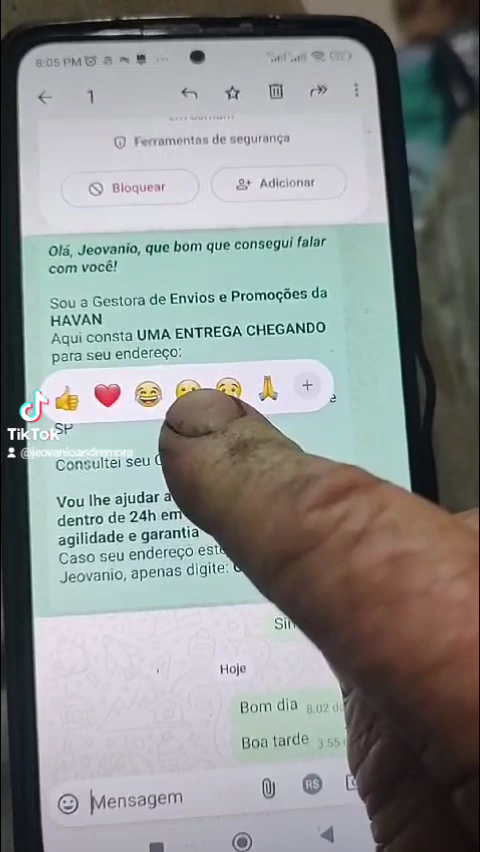 8:05 PM
1
Ferramentas de segurança
Bloquear
Adicionar
Olá, Jeovanio, que bom que consegui falar
com você!
Sou a Gestora de Envios e Promoções da
HAVAN
Aqui consta UMA ENTREGA CHEGANDO
para seu endereço:
e
SP
TikTok
@jeovanioandremora
Consultei seu
Vou lhe ajudar a
dentro de 24h em
agilidade e garantia
Caso seu endereço
Jeovanio, apenas digite:
Hoje
Bom dia 8:02
Boa tarde 3:55
Mensagem
R$